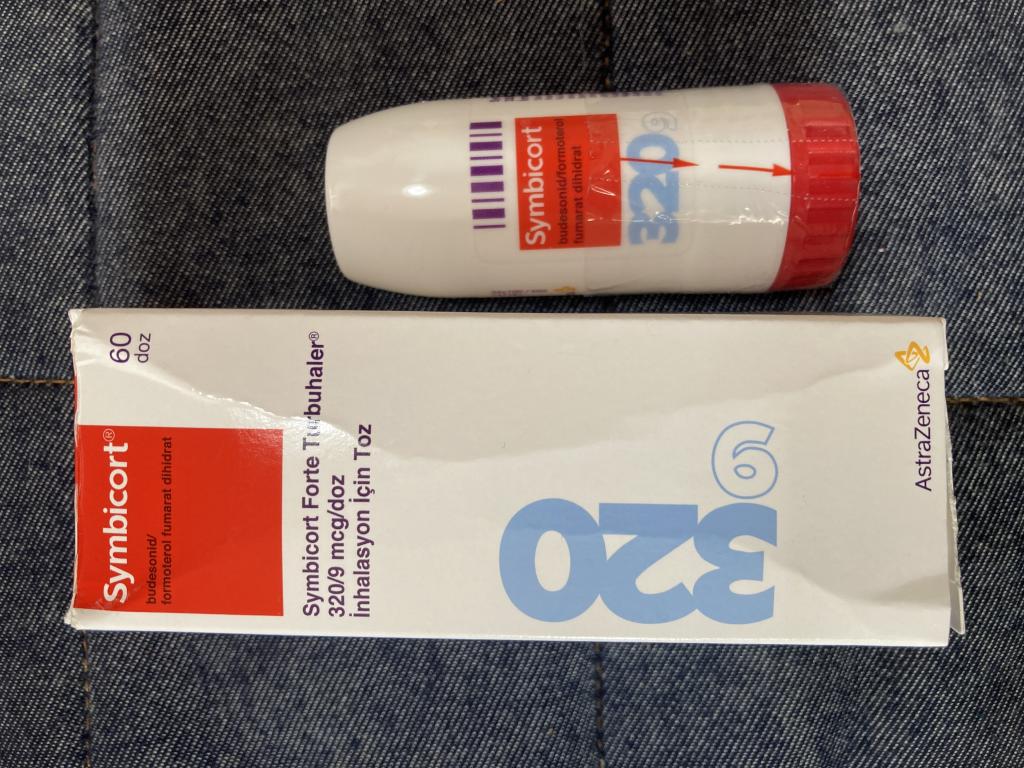 Symbicort
budesonid/formoterol
fumarat dihidrat
320
9
Symbicort®
budesonid/
formoterol fumarat dihidrat
60
doz
Symbicort Forte Turbuhaler®
320/9 mcg/doz
İnhalasyon İçin Toz
320
9
AstraZeneca